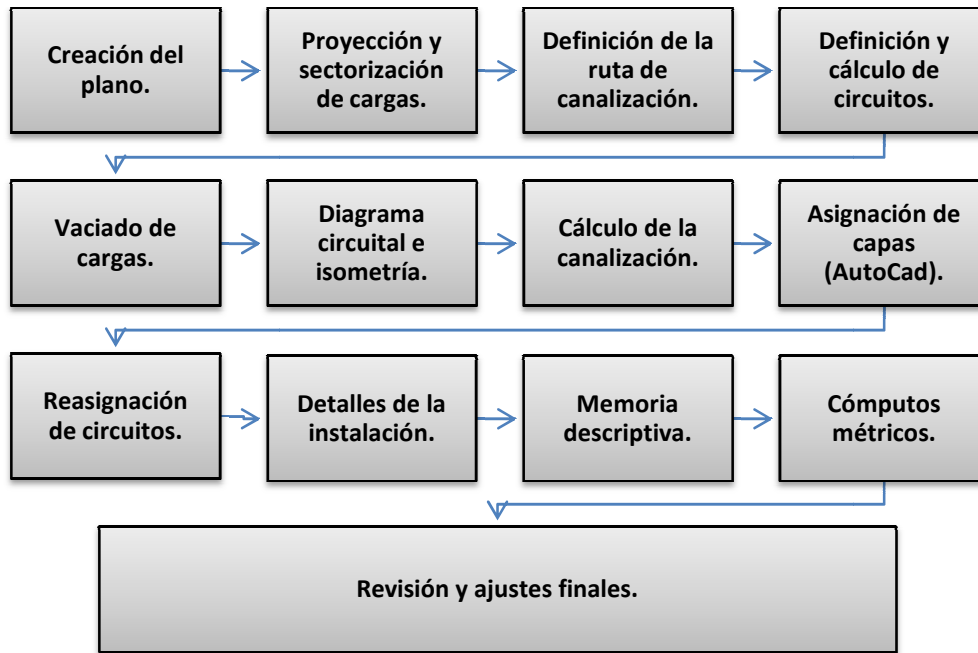 Creación del
plano.
Proyección y
sectorización
de cargas.
Definición de la
ruta de
canalización.
Definición y
cálculo de
circuitos.
Vaciado de
cargas.
Diagrama
circuital e
isometría.
Cálculo de la
canalización.
Asignación de
capas
(AutoCad).
Reasignación
de circuitos.
Detalles de la
instalación.
Memoria
descriptiva.
Cómputos
métricos.
Revisión y ajustes finales.